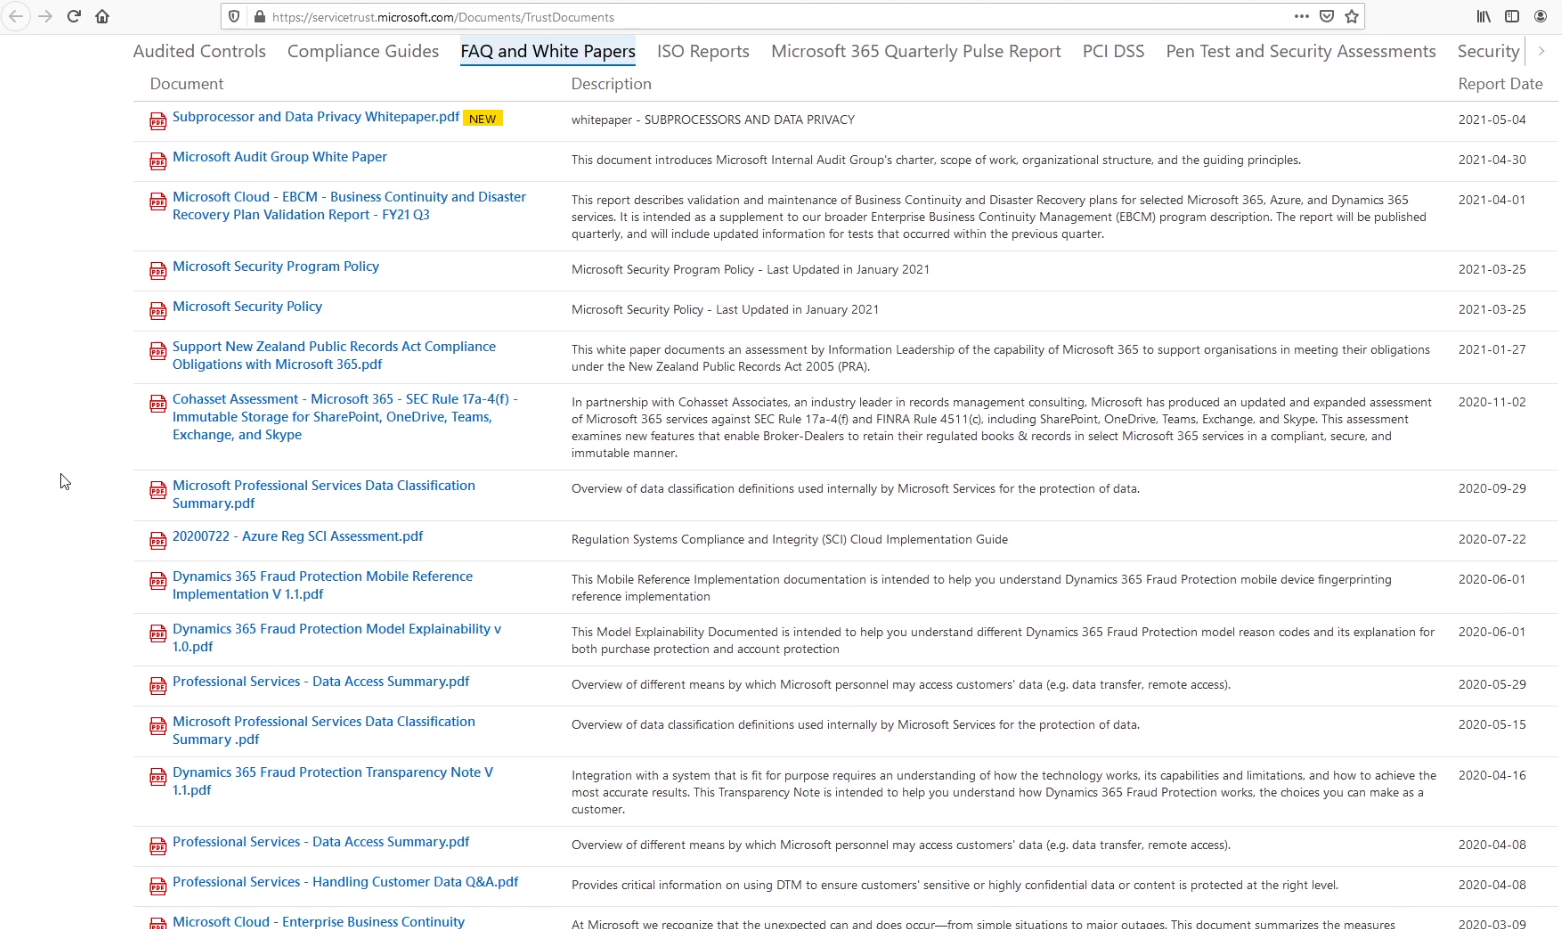 https://servicetrust.microsoft.com/Documents/TrustDocuments
Audited Controls Compliance Guides FAQ and White Papers ISO Reports Microsoft 365 Quarterly Pulse Report PCI DSS Pen Test and Security Assessments Security
Document Description Report Date
Subprocessor and Data Privacy Whitepaper.pdf NEW
whitepaper - SUBPROCESSORS AND DATA PRIVACY
2021-05-04
Microsoft Audit Group White Paper
This document introduces Microsoft Internal Audit Group's charter, scope of work, organizational structure, and the guiding principles.
2021-04-30
Microsoft Cloud - EBCM - Business Continuity and Disaster
Recovery Plan Validation Report - FY21 Q3
This report describes validation and maintenance of Business Continuity and Disaster Recovery plans for selected Microsoft 365, Azure, and Dynamics 365
services. It is intended as a supplement to our broader Enterprise Business Continuity Management (EBCM) program description. The report will be published
quarterly, and will include updated information for tests that occurred within the previous quarter.
2021-04-01
Microsoft Security Program Policy
Microsoft Security Program Policy - Last Updated in January 2021
2021-03-25
Microsoft Security Policy
Microsoft Security Policy - Last Updated in January 2021
2021-03-25
Support New Zealand Public Records Act Compliance
Obligations with Microsoft 365.pdf
This white paper documents an assessment by Information Leadership of the capability of Microsoft 365 to support organisations in meeting their obligations
under the New Zealand Public Records Act 2005 (PRA).
2021-01-27
Cohasset Assessment - Microsoft 365 - SEC Rule 17a-4(f) -
Immutable Storage for SharePoint, OneDrive, Teams,
Exchange, and Skype
In partnership with Cohasset Associates, an industry leader in records management consulting, Microsoft has produced an updated and expanded assessment
of Microsoft 365 services against SEC Rule 17a-4(f) and FINRA Rule 4511(c), including SharePoint, OneDrive, Teams, Exchange, and Skype. This assessment
examines new features that enable Broker-Dealers to retain their regulated books & records in select Microsoft 365 services in a compliant, secure, and
immutable manner.
2020-11-02
Microsoft Professional Services Data Classification
Summary.pdf
Overview of data classification definitions used internally by Microsoft Services for the protection of data.
2020-09-29
20200722 - Azure Reg SCI Assessment.pdf
Regulation Systems Compliance and Integrity (SCI) Cloud Implementation Guide
2020-07-22
Dynamics 365 Fraud Protection Mobile Reference
Implementation V 1.1.pdf
This Mobile Reference Implementation documentation is intended to help you understand Dynamics 365 Fraud Protection mobile device fingerprinting
reference implementation
2020-06-01
Dynamics 365 Fraud Protection Model Explainability v
1.0.pdf
This Model Explainability Documented is intended to help you understand different Dynamics 365 Fraud Protection model reason codes and its explanation for
both purchase protection and account protection
2020-06-01
Professional Services - Data Access Summary.pdf
Overview of different means by which Microsoft personnel may access customers' data (e.g. data transfer, remote access).
2020-05-29
Microsoft Professional Services Data Classification
Summary .pdf
Overview of data classification definitions used internally by Microsoft Services for the protection of data.
2020-05-15
Dynamics 365 Fraud Protection Transparency Note V
1.1.pdf
Integration with a system that is fit for purpose requires an understanding of how the technology works, its capabilities and limitations, and how to achieve the
most accurate results. This Transparency Note is intended to help you understand how Dynamics 365 Fraud Protection works, the choices you can make as a
customer.
2020-04-16
Professional Services - Data Access Summary.pdf
Overview of different means by which Microsoft personnel may access customers' data (e.g. data transfer, remote access).
2020-04-08
Professional Services - Handling Customer Data Q&A.pdf
Provides critical information on using DTM to ensure customers' sensitive or highly confidential data or content is protected at the right level.
2020-04-08
Microsoft Cloud - Enterprise Business Continuity
At Microsoft we recognize that the unexpected can and does occur—from simple situations to major outages. This document summarizes the measures
2020-03-09